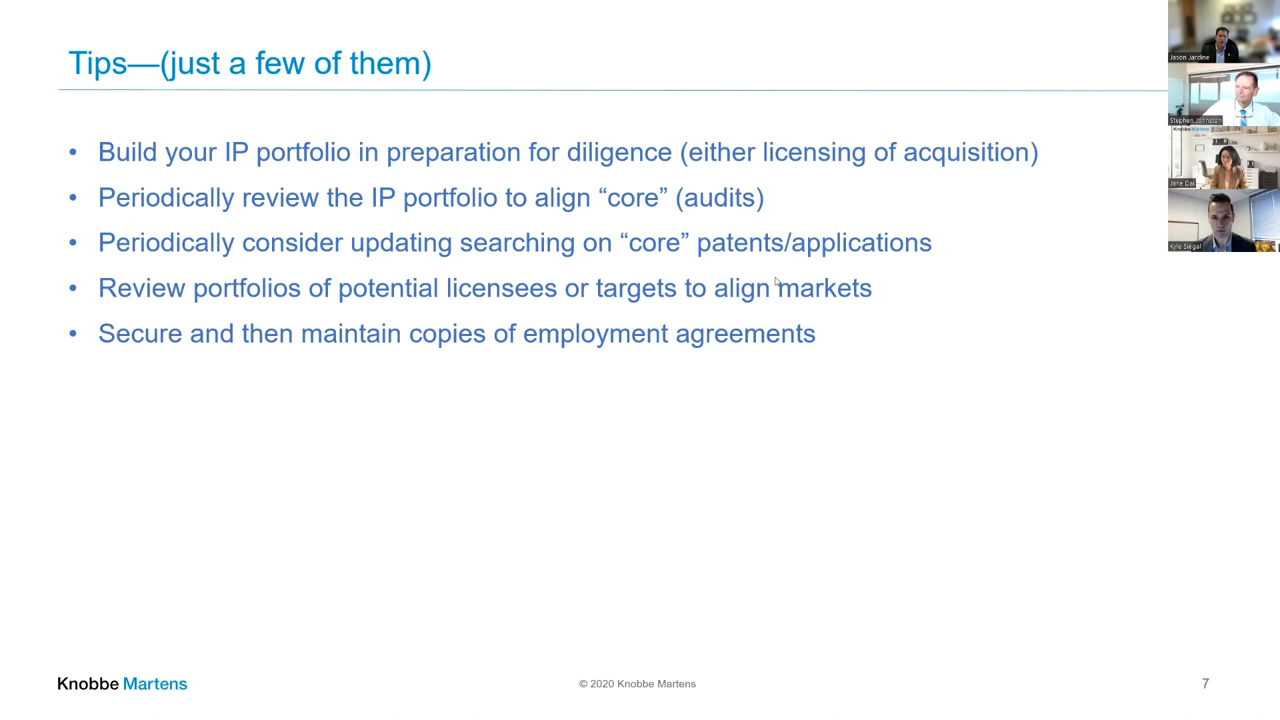 Tips—(just a few of them)
• Build your IP portfolio in preparation for diligence (either licensing of acquisition)
• Periodically review the IP portfolio to align “core” (audits)
• Periodically consider updating searching on “core” patents/applications
• Review portfolios of potential licensees or targets to align markets
• Secure and then maintain copies of employment agreements
Jason Jardine
Stephen Johnston
Knobbe Martens
Jane Dai
Kyle Siegal
Knobbe Martens
© 2020 Knobbe Martens
7